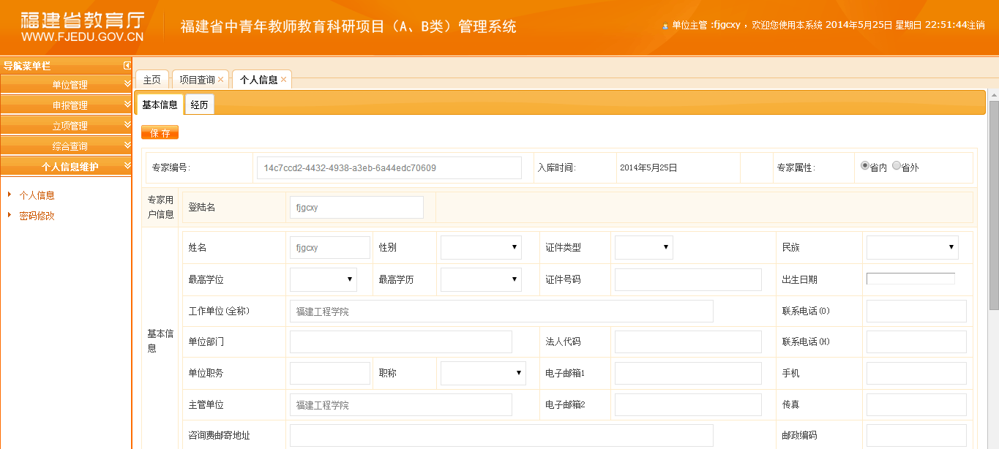 福建省教育厅
WWW.FJEDU.GOV.CN
福建省中青年教师教育科研项目（A、B类）管理系统
单位主管 :fjgcxy ，欢迎您使用本系统 2014年5月25日 星期日 22:51:44注销
导航菜单栏
单位管理
申报管理
立项管理
综合查询
个人信息维护
个人信息
密码修改
主页 项目查询 个人信息
基本信息 经历
保 存
专家编号: 14c7ccd2-4432-4938-a3eb-6a44edc70609 入库时间: 2014年5月25日 专家属性: 省内 省外
专家用户信息 登陆名 fjgcxy
基本信息
姓名 fjgcxy 性别 证件类型 民族
最高学位 最高学历 证件号码 出生日期
工作单位(全称) 福建工程学院 联系电话(O)
单位部门 法人代码 联系电话(H)
单位职务 职称 电子邮箱1 手机
主管单位 福建工程学院 电子邮箱2 传真
咨询费邮寄地址 邮政编码